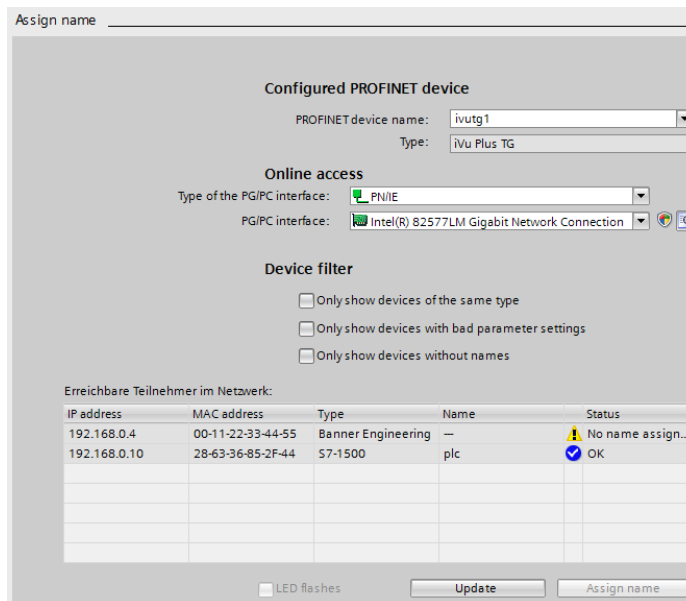 Assign name
Configured PROFINET device
PROFINET device name: ivutg1
Type: iVu Plus TG
Online access
Type of the PG/PC interface: PN/IE
PG/PC interface: Intel(R) 82577LM Gigabit Network Connection
Device filter
Only show devices of the same type
Only show devices with bad parameter settings
Only show devices without names
Erreichbare Teilnehmer im Netzwerk:
IP address MAC address Type Name Status
192.168.0.4 00-11-22-33-44-55 Banner Engineering — No name assign...
192.168.0.10 28-63-36-85-2F-44 S7-1500 plc OK
LED flashes Update Assign name